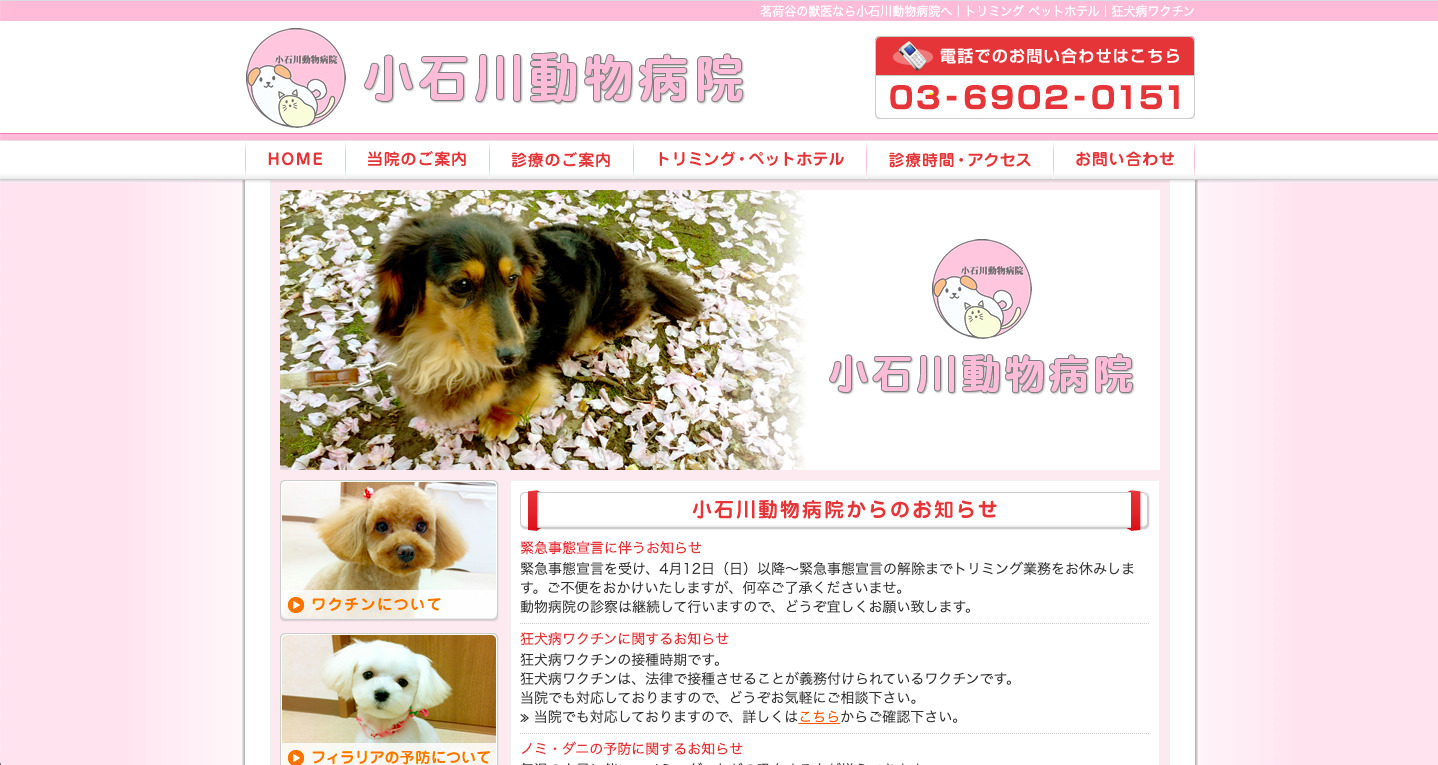 茗荷谷の獣医なら小石川動物病院へ｜トリミング ペットホテル｜狂犬病ワクチン
小石川動物病院
小石川動物病院
電話でのお問い合わせはこちら
03-6902-0151
HOME
当院のご案内
診療のご案内
トリミング・ペットホテル
診療時間・アクセス
お問い合わせ
小石川動物病院
小石川動物病院
ワクチンについて
フィラリアの予防について
小石川動物病院からのお知らせ
緊急事態宣言に伴うお知らせ
緊急事態宣言を受け、4月12日（日）以降〜緊急事態宣言の解除までトリミング業務をお休みしま
す。ご不便をおかけいたしますが、何卒ご了承くださいませ。
動物病院の診察は継続して行いますので、どうぞ宜しくお願い致します。
狂犬病ワクチンに関するお知らせ
狂犬病ワクチンの接種時期です。
狂犬病ワクチンは、法律で接種させることが義務付けられているワクチンです。
当院でも対応しておりますので、どうぞお気軽にご相談下さい。
≫ 当院でも対応しておりますので、詳しくはこちらからご確認下さい。
ノミ・ダニの予防に関するお知らせ